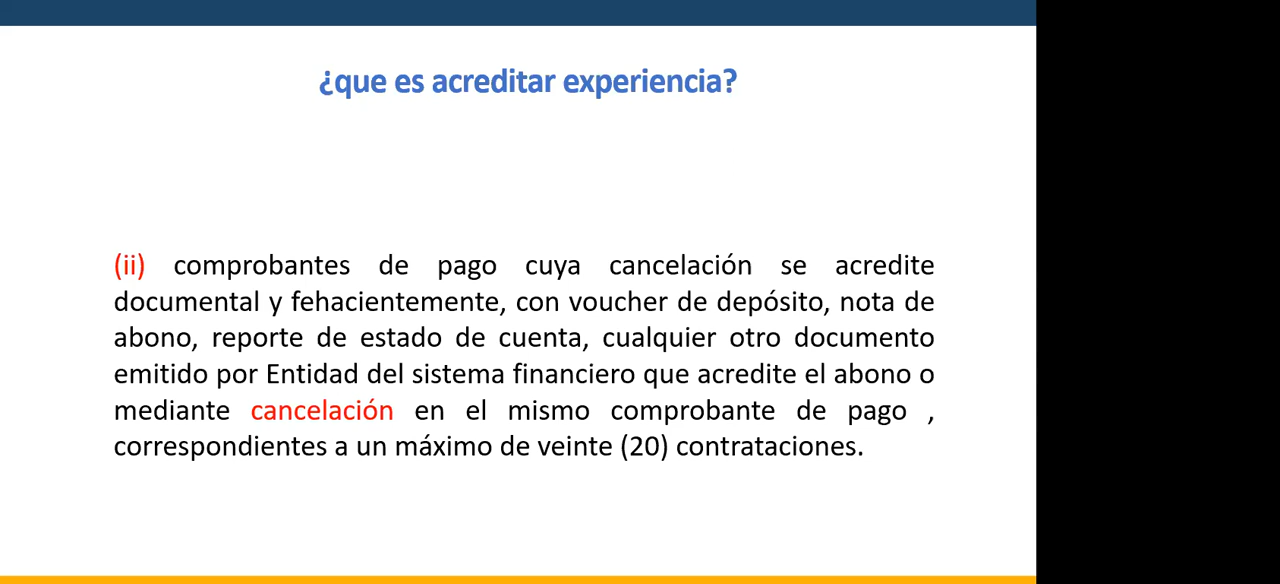 ¿que es acreditar experiencia?
(ii) comprobantes de pago cuya cancelación se acredite
documental y fehacientemente, con voucher de depósito, nota de
abono, reporte de estado de cuenta, cualquier otro documento
emitido por Entidad del sistema financiero que acredite el abono o
mediante cancelación en el mismo comprobante de pago ,
correspondientes a un máximo de veinte (20) contrataciones.